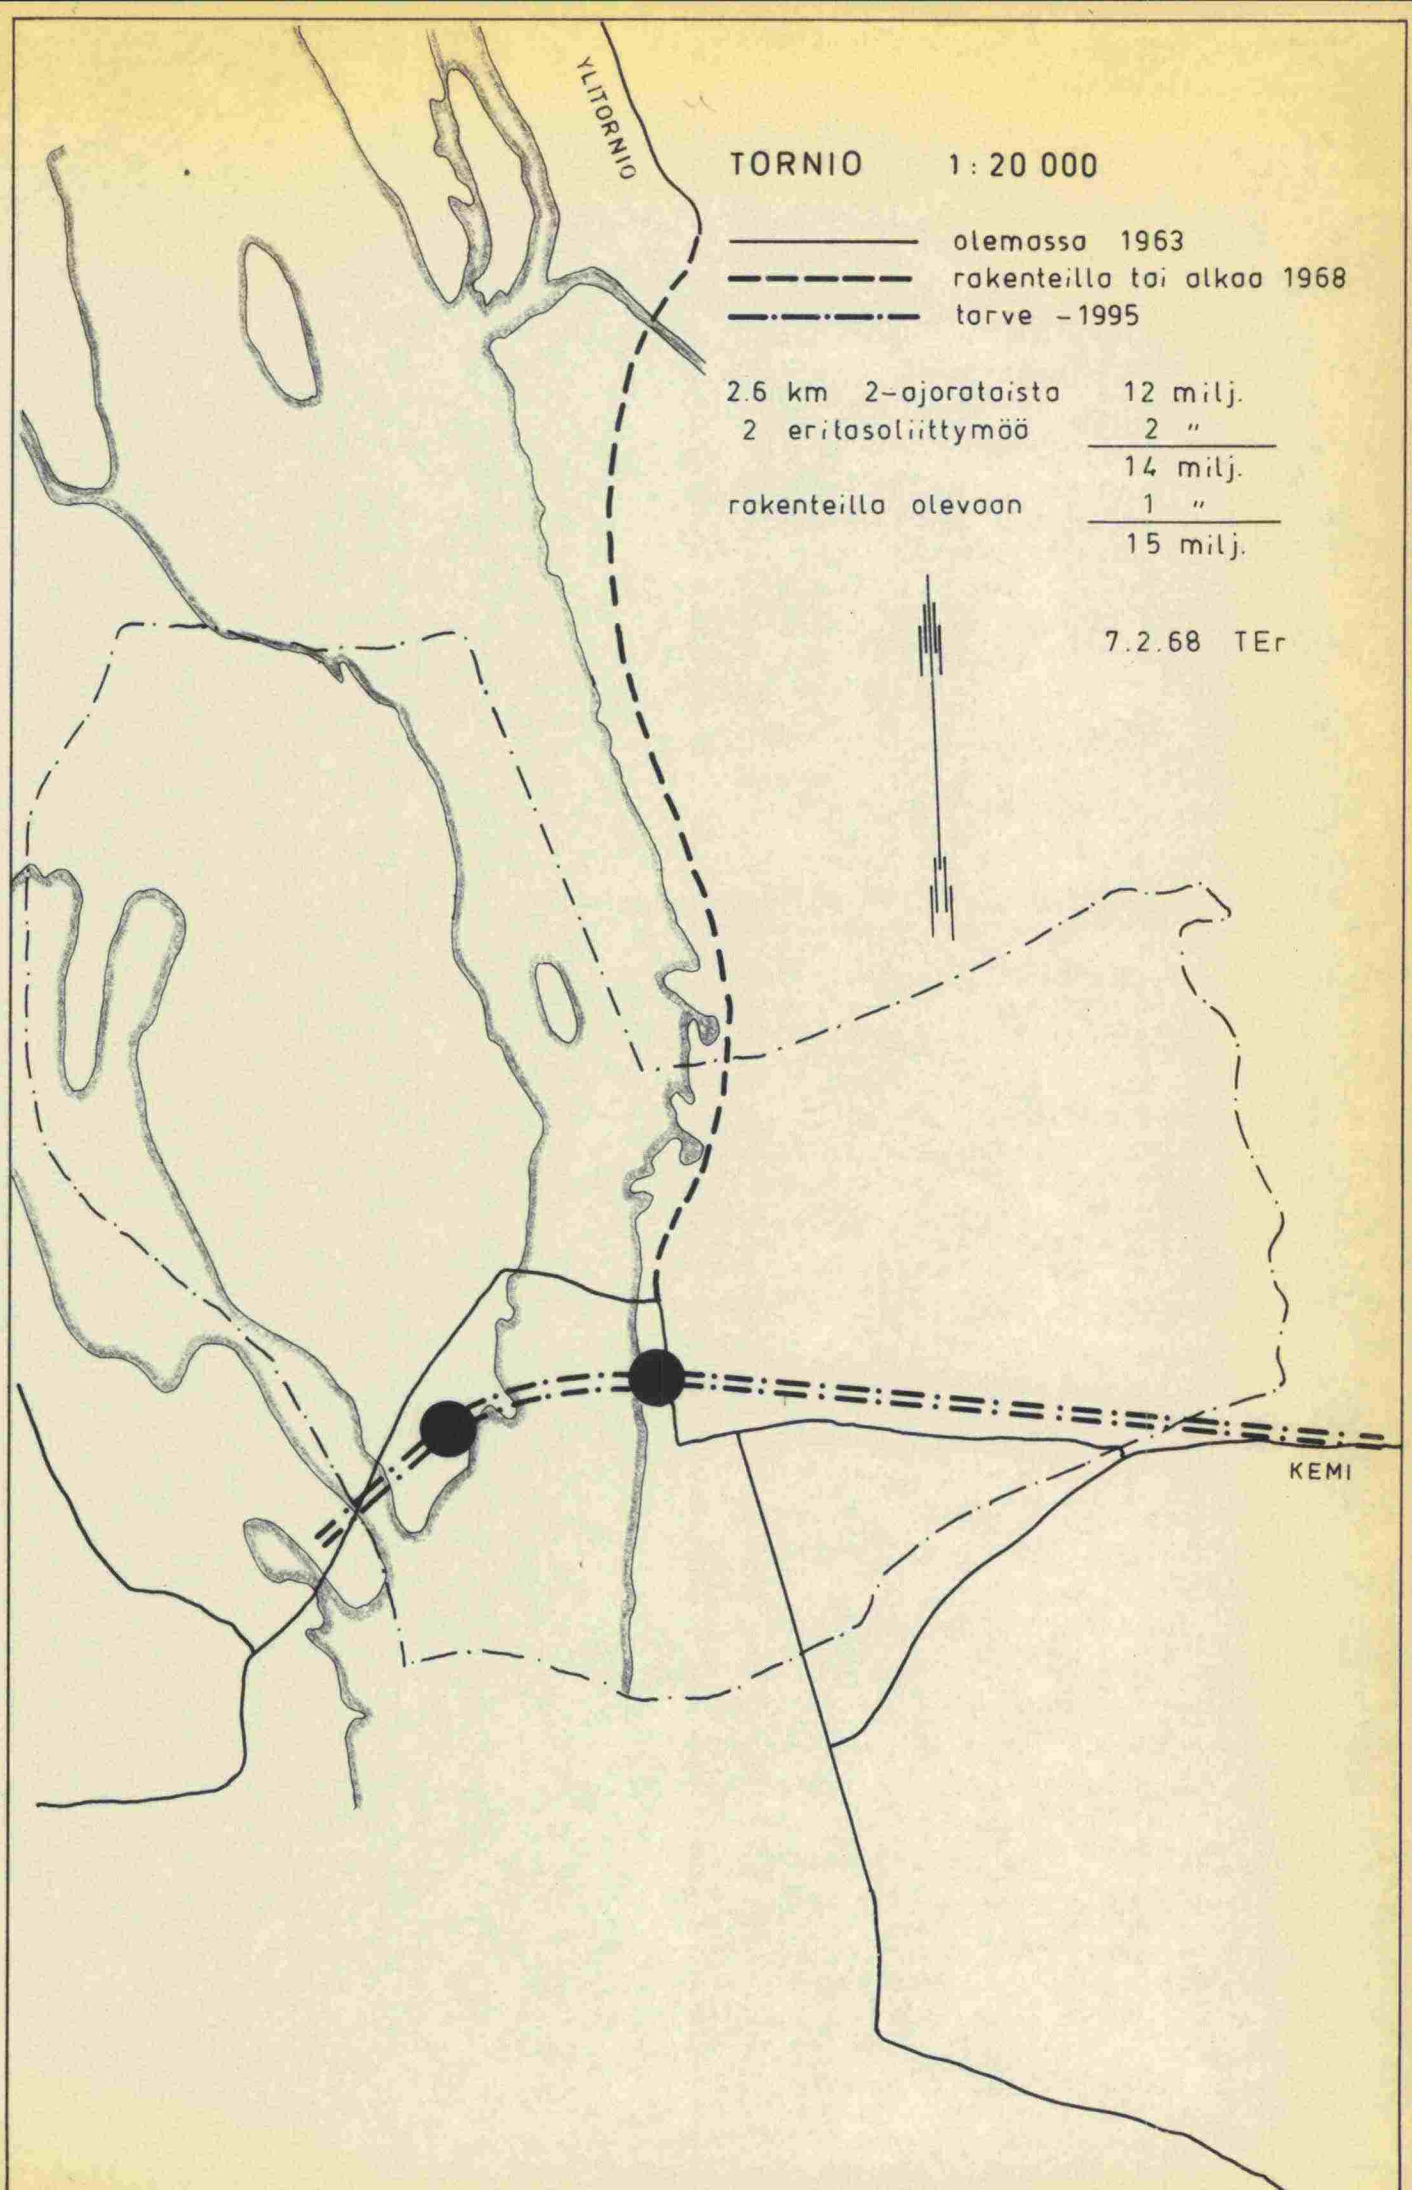 YLITORNIO
TORNIO 1:20 000
olemassa 1963
rakenteilla tai alkaa 1968
tarve -1995
2.6 km 2-ajorataista 12 milj.
2 eritasoliittymää 2 "
14 milj.
rakenteilla olevaan 1 "
15 milj.
7.2.68 TEr
KEMI